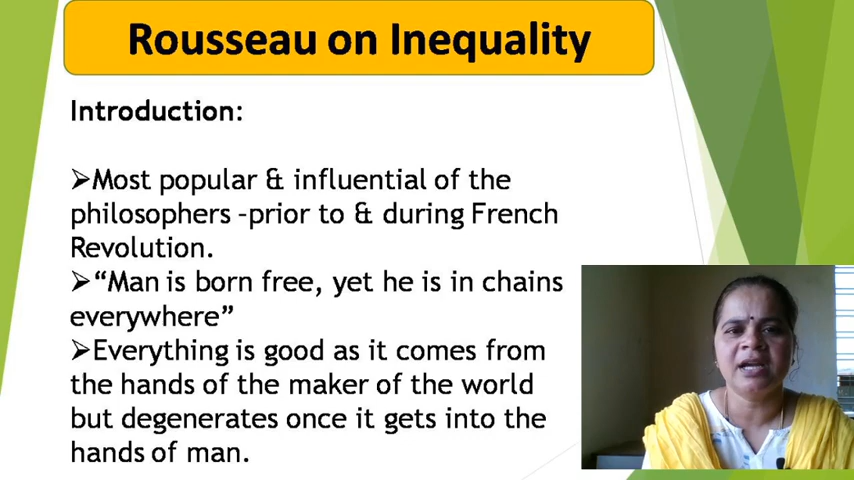 Rousseau on Inequality
Introduction:
➢Most popular & influential of the
philosophers -prior to & during French
Revolution.
➢“Man is born free, yet he is in chains
everywhere”
➢Everything is good as it comes from
the hands of the maker of the world
but degenerates once it gets into the
hands of man.